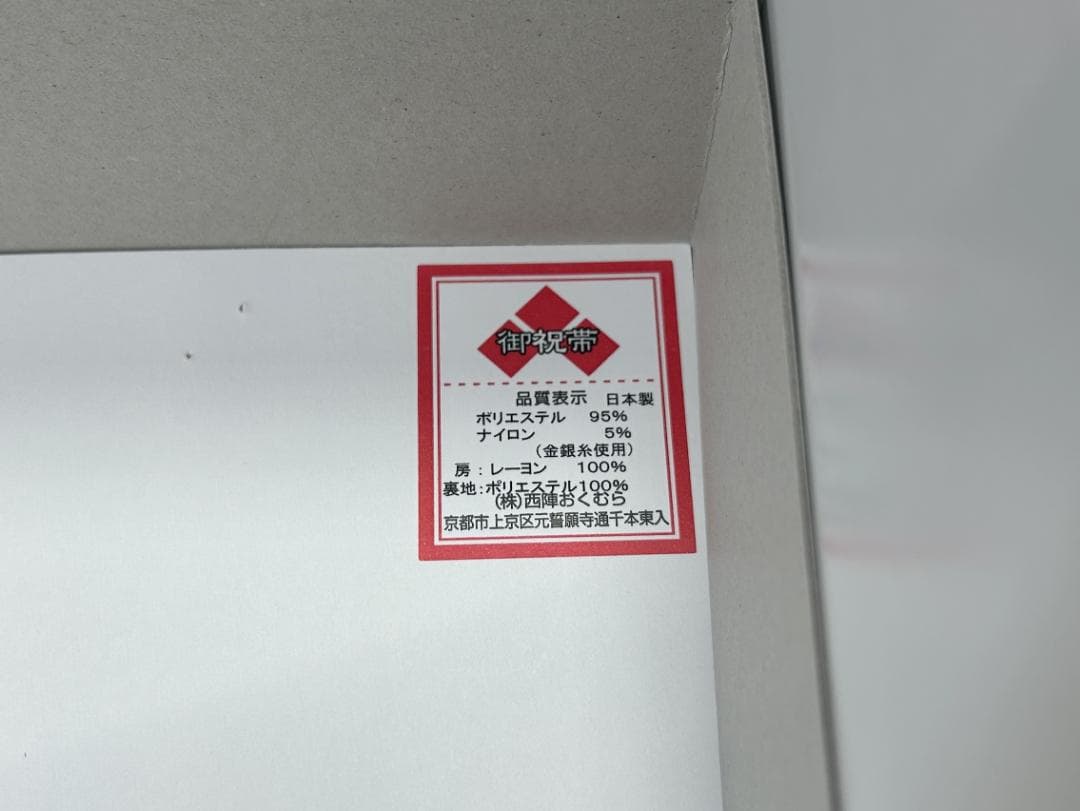 御祝帯
品質表示 日本製
ポリエステル 95%
ナイロン 5%
(金銀糸使用)
房:レーヨン 100%
裏地:ポリエステル100%
(株)西陣おくむら
京都市上京区元誓願寺通千本東入